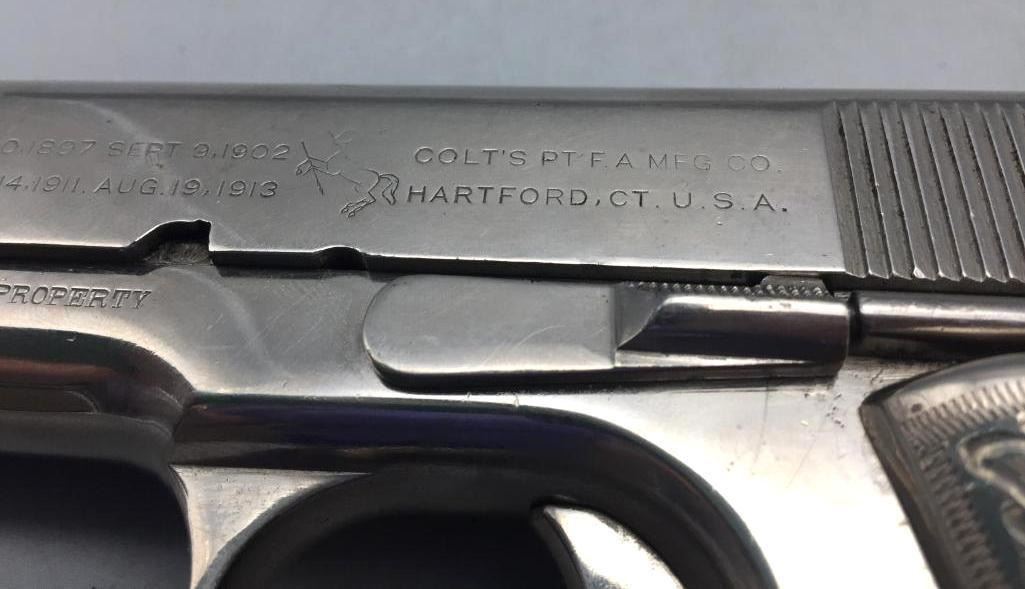 0,1897 SEPT 9,1902
14,1911. AUG.19,1913
COLT'S PT.F.A MFG CO.
HARTFORD,CT. U.S.A.
PROPERTY